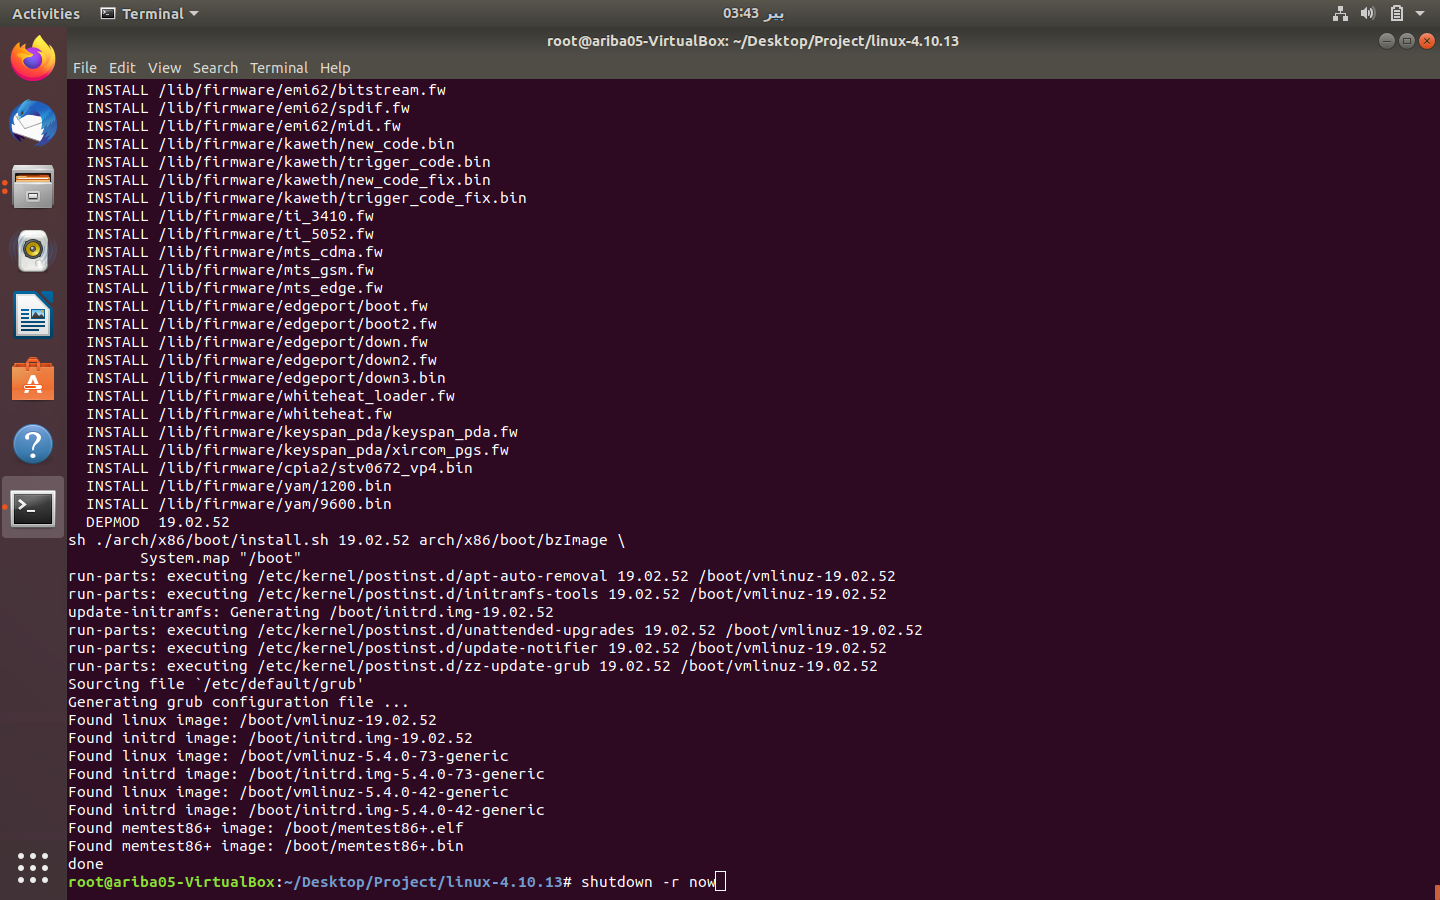 Activities Terminal پیر 03:43
root@ariba05-VirtualBox: ~/Desktop/Project/linux-4.10.13
File Edit View Search Terminal Help
INSTALL /lib/firmware/emi62/bitstream.fw
INSTALL /lib/firmware/emi62/spdif.fw
INSTALL /lib/firmware/emi62/midi.fw
INSTALL /lib/firmware/kaweth/new_code.bin
INSTALL /lib/firmware/kaweth/trigger_code.bin
INSTALL /lib/firmware/kaweth/new_code_fix.bin
INSTALL /lib/firmware/kaweth/trigger_code_fix.bin
INSTALL /lib/firmware/ti_3410.fw
INSTALL /lib/firmware/ti_5052.fw
INSTALL /lib/firmware/mts_cdma.fw
INSTALL /lib/firmware/mts_gsm.fw
INSTALL /lib/firmware/mts_edge.fw
INSTALL /lib/firmware/edgeport/boot.fw
INSTALL /lib/firmware/edgeport/boot2.fw
INSTALL /lib/firmware/edgeport/down.fw
INSTALL /lib/firmware/edgeport/down2.fw
INSTALL /lib/firmware/edgeport/down3.bin
INSTALL /lib/firmware/whiteheat_loader.fw
INSTALL /lib/firmware/whiteheat.fw
INSTALL /lib/firmware/keyspan_pda/keyspan_pda.fw
INSTALL /lib/firmware/keyspan_pda/xircom_pgs.fw
INSTALL /lib/firmware/cpia2/stv0672_vp4.bin
INSTALL /lib/firmware/yam/1200.bin
INSTALL /lib/firmware/yam/9600.bin
DEPMOD  19.02.52
sh ./arch/x86/boot/install.sh 19.02.52 arch/x86/boot/bzImage \
System.map "/boot"
run-parts: executing /etc/kernel/postinst.d/apt-auto-removal 19.02.52 /boot/vmlinuz-19.02.52
run-parts: executing /etc/kernel/postinst.d/initramfs-tools 19.02.52 /boot/vmlinuz-19.02.52
update-initramfs: Generating /boot/initrd.img-19.02.52
run-parts: executing /etc/kernel/postinst.d/unattended-upgrades 19.02.52 /boot/vmlinuz-19.02.52
run-parts: executing /etc/kernel/postinst.d/update-notifier 19.02.52 /boot/vmlinuz-19.02.52
run-parts: executing /etc/kernel/postinst.d/zz-update-grub 19.02.52 /boot/vmlinuz-19.02.52
Sourcing file `/etc/default/grub'
Generating grub configuration file ...
Found linux image: /boot/vmlinuz-19.02.52
Found initrd image: /boot/initrd.img-19.02.52
Found linux image: /boot/vmlinuz-5.4.0-73-generic
Found initrd image: /boot/initrd.img-5.4.0-73-generic
Found linux image: /boot/vmlinuz-5.4.0-42-generic
Found initrd image: /boot/initrd.img-5.4.0-42-generic
Found memtest86+ image: /boot/memtest86+.elf
Found memtest86+ image: /boot/memtest86+.bin
done
root@ariba05-VirtualBox:~/Desktop/Project/linux-4.10.13# shutdown -r now